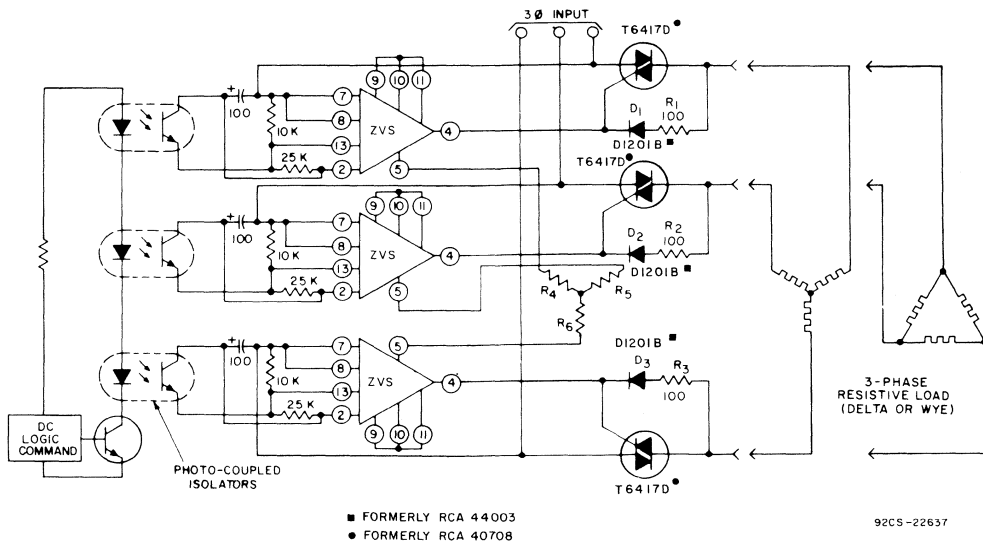 3Ø INPUT
T6417D●
+
100
7
8
13
2
10 K
25 K
9
10
11
ZVS
4
5
D1
R1
100
D1201B ■
T6417D●
+
100
7
8
13
2
10 K
25 K
9
10
11
ZVS
4
5
D2
R2
100
D1201B ■
R4
R5
R6
+
100
7
8
13
2
10 K
25 K
5
ZVS
4
9
10
11
D1201B ■
D3
R3
100
T6417D●
3-PHASE
RESISTIVE LOAD
(DELTA OR WYE)
DC
LOGIC
COMMAND
PHOTO-COUPLED
ISOLATORS
■ FORMERLY RCA 44003
● FORMERLY RCA 40708
92CS-22637